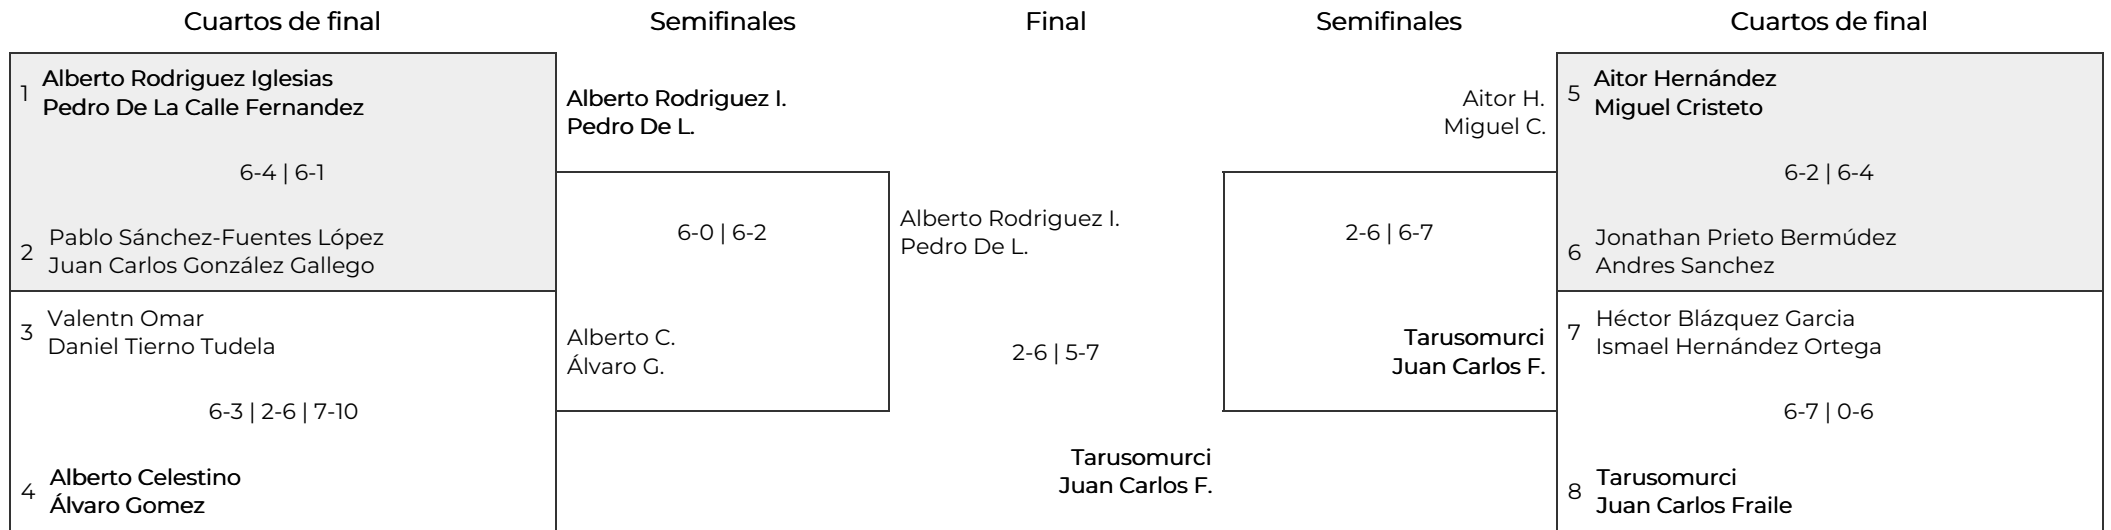 Cuartos de final
Semifinales
Final
Semifinales
Cuartos de final
1
Alberto Rodriguez Iglesias
Pedro De La Calle Fernandez
6-4 | 6-1
2
Pablo Sánchez-Fuentes López
Juan Carlos González Gallego
3
Valentn Omar
Daniel Tierno Tudela
6-3 | 2-6 | 7-10
4
Alberto Celestino
Álvaro Gomez
Alberto Rodriguez I.
Pedro De L.
6-0 | 6-2
Alberto C.
Álvaro G.
Alberto Rodriguez I.
Pedro De L.
2-6 | 5-7
Tarusomurci
Juan Carlos F.
Aitor H.
Miguel C.
2-6 | 6-7
Tarusomurci
Juan Carlos F.
5
Aitor Hernández
Miguel Cristeto
6-2 | 6-4
6
Jonathan Prieto Bermúdez
Andres Sanchez
7
Héctor Blázquez Garcia
Ismael Hernández Ortega
6-7 | 0-6
8
Tarusomurci
Juan Carlos Fraile